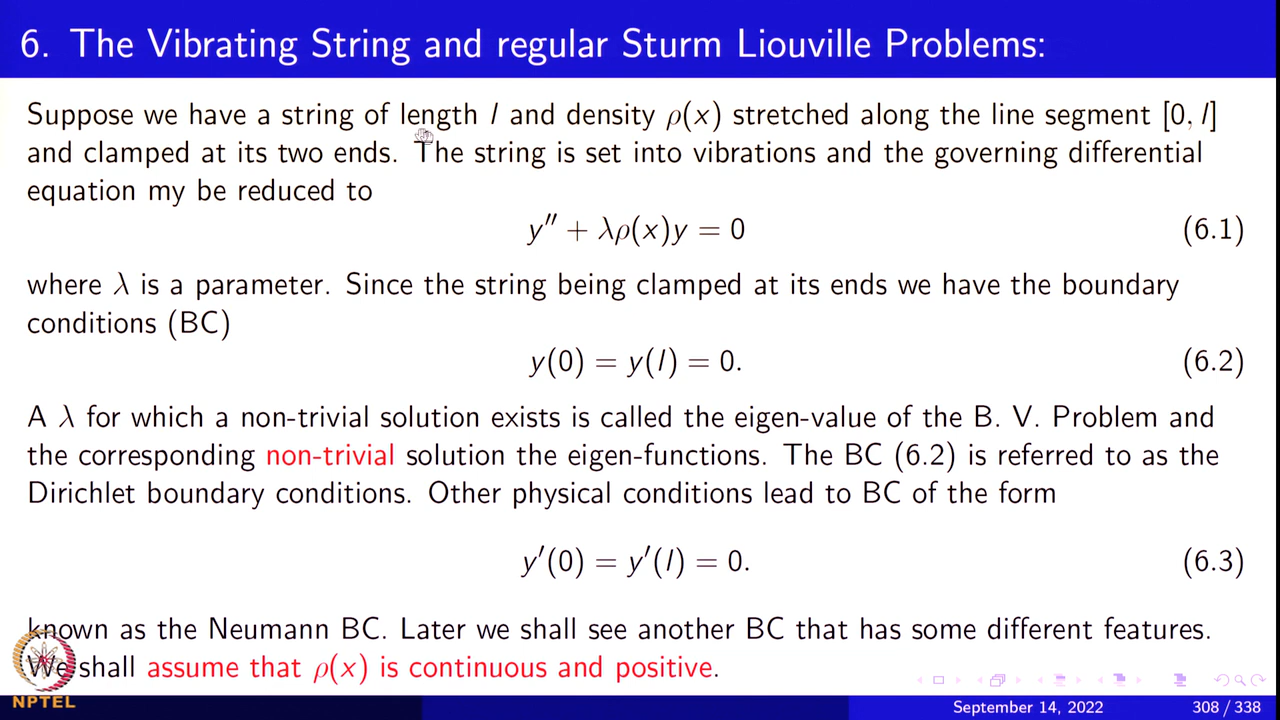 6. The Vibrating String and regular Sturm Liouville Problems:
Suppose we have a string of length l and density ρ(x) stretched along the line segment [0, l]
and clamped at its two ends. The string is set into vibrations and the governing differential
equation my be reduced to
y″ + λρ(x)y = 0 (6.1)
where λ is a parameter. Since the string being clamped at its ends we have the boundary
conditions (BC)
y(0) = y(l) = 0. (6.2)
A λ for which a non-trivial solution exists is called the eigen-value of the B. V. Problem and
the corresponding non-trivial solution the eigen-functions. The BC (6.2) is referred to as the
Dirichlet boundary conditions. Other physical conditions lead to BC of the form
y′(0) = y′(l) = 0. (6.3)
known as the Neumann BC. Later we shall see another BC that has some different features.
We shall assume that ρ(x) is continuous and positive.
NPTEL
September 14, 2022 308 / 338